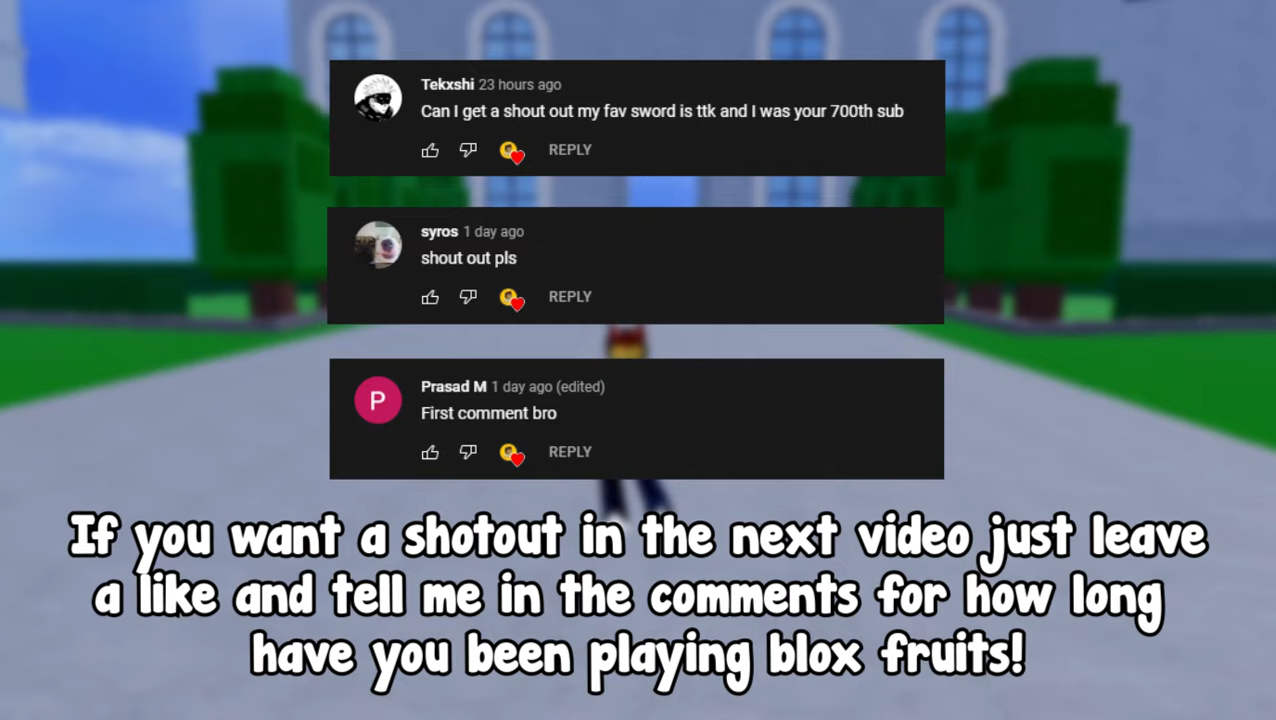 Tekxshi 23 hours ago
Can I get a shout out my fav sword is ttk and I was your 700th sub
REPLY
syros 1 day ago
shout out pls
REPLY
P
Prasad M 1 day ago (edited)
First comment bro
REPLY
If you want a shotout in the next video just leave
a like and tell me in the comments for how long
have you been playing blox fruits!